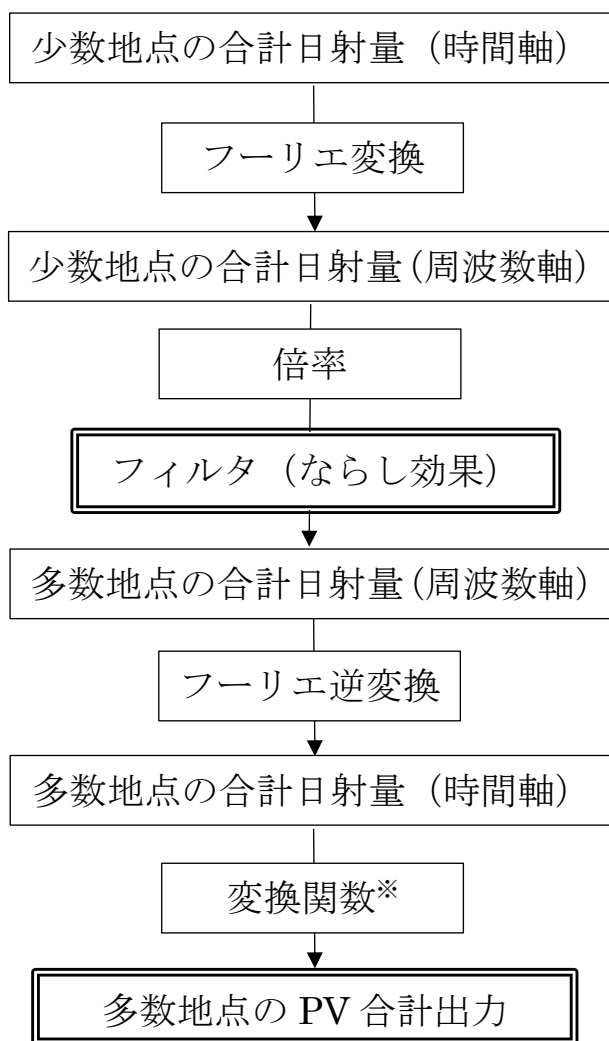 少数地点の合計日射量（時間軸）
フーリエ変換
少数地点の合計日射量(周波数軸)
倍率
フィルタ（ならし効果）
多数地点の合計日射量(周波数軸)
フーリエ逆変換
多数地点の合計日射量（時間軸）
変換関数※
多数地点の PV 合計出力